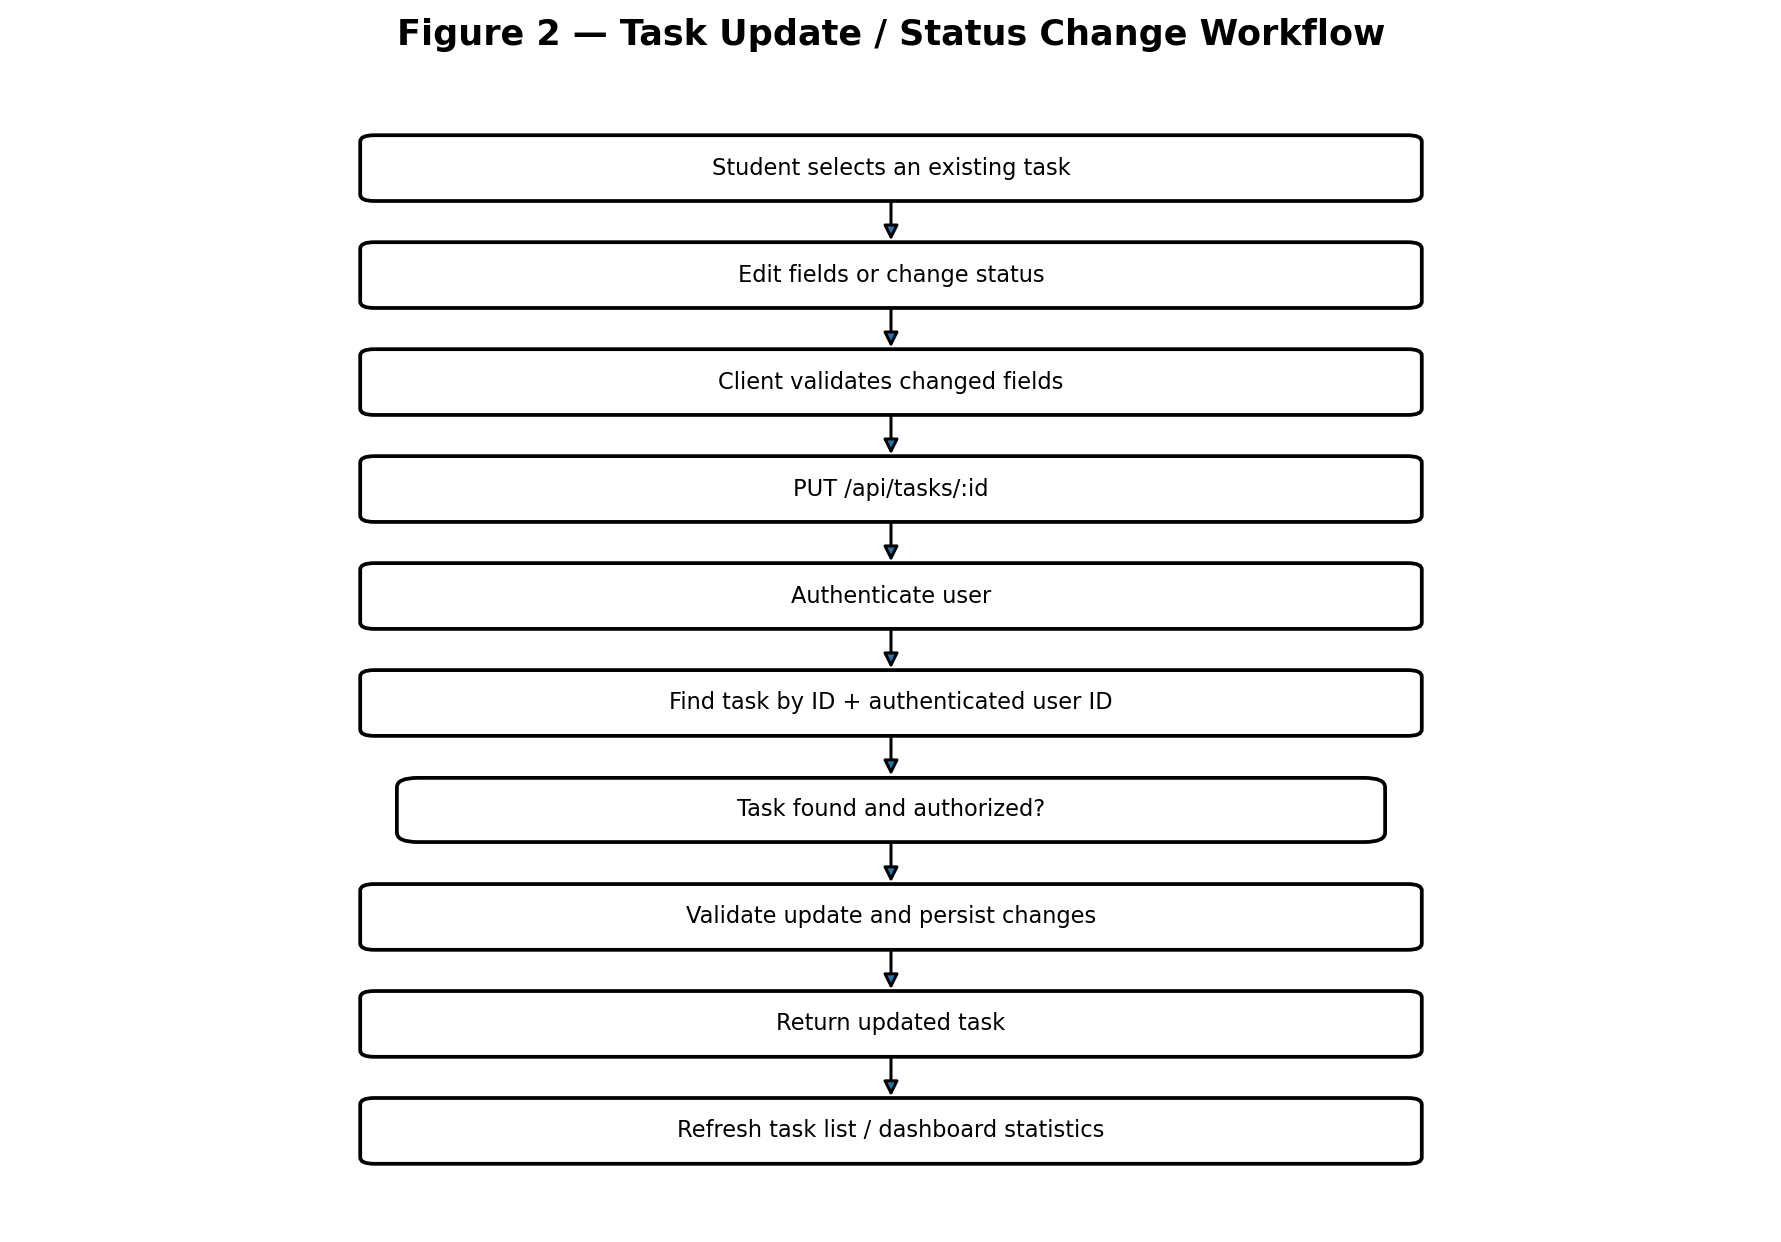 Figure 2 — Task Update / Status Change Workflow
Student selects an existing task
Edit fields or change status
Client validates changed fields
PUT /api/tasks/:id
Authenticate user
Find task by ID + authenticated user ID
Task found and authorized?
Validate update and persist changes
Return updated task
Refresh task list / dashboard statistics